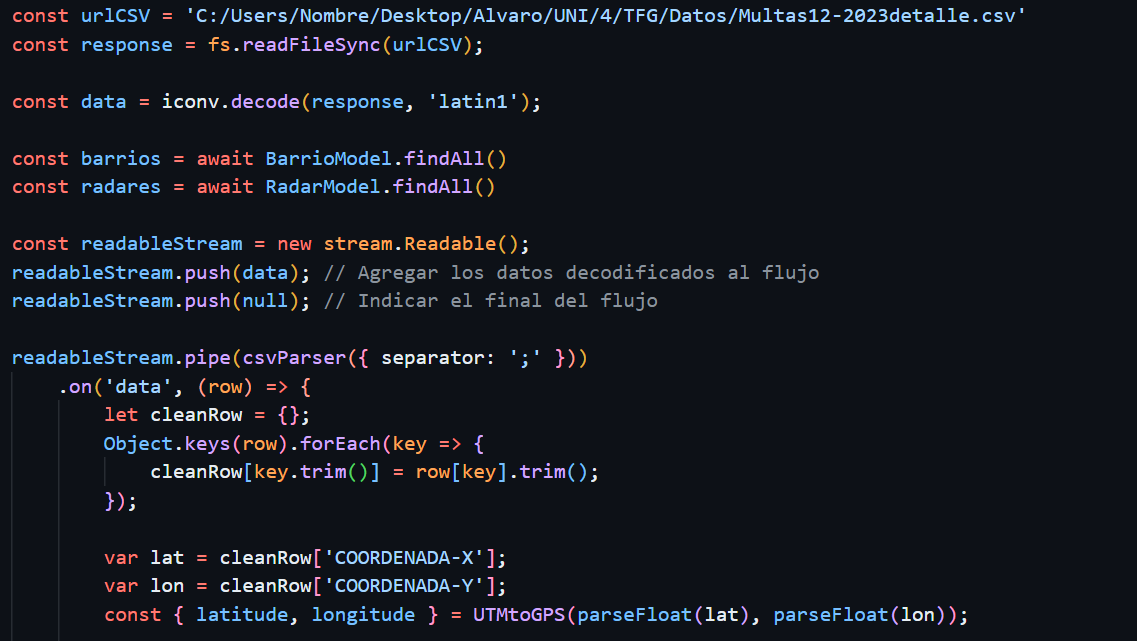 const urlCSV = 'C:/Users/Nombre/Desktop/Alvaro/UNI/4/TFG/Datos/Multas12-2023detalle.csv'
const response = fs.readFileSync(urlCSV);
const data = iconv.decode(response, 'latin1');
const barrios = await BarrioModel.findAll()
const radares = await RadarModel.findAll()
const readableStream = new stream.Readable();
readableStream.push(data); // Agregar los datos decodificados al flujo
readableStream.push(null); // Indicar el final del flujo
readableStream.pipe(csvParser({ separator: ';' }))
    .on('data', (row) => {
        let cleanRow = {};
        Object.keys(row).forEach(key => {
            cleanRow[key.trim()] = row[key].trim();
        });
        var lat = cleanRow['COORDENADA-X'];
        var lon = cleanRow['COORDENADA-Y'];
        const { latitude, longitude } = UTMtoGPS(parseFloat(lat), parseFloat(lon));